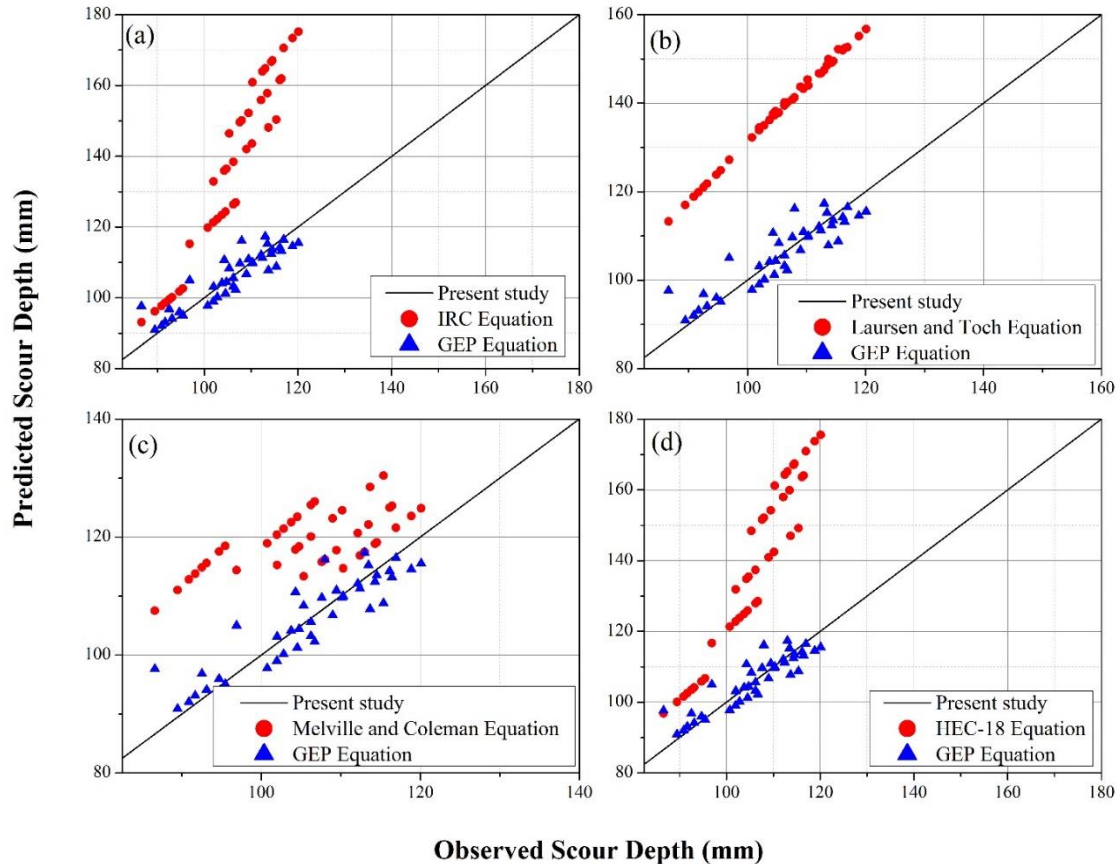 Predicted Scour Depth (mm)
(a)
180
160
140
120
100
80
100
120
140
160
180
Present study
IRC Equation
GEP Equation
(b)
160
140
120
100
80
100
120
140
160
Present study
Laursen and Toch Equation
GEP Equation
(c)
140
120
100
80
100
120
140
Present study
Melville and Coleman Equation
GEP Equation
(d)
180
160
140
120
100
80
100
120
140
160
180
Present study
HEC-18 Equation
GEP Equation
Observed Scour Depth (mm)